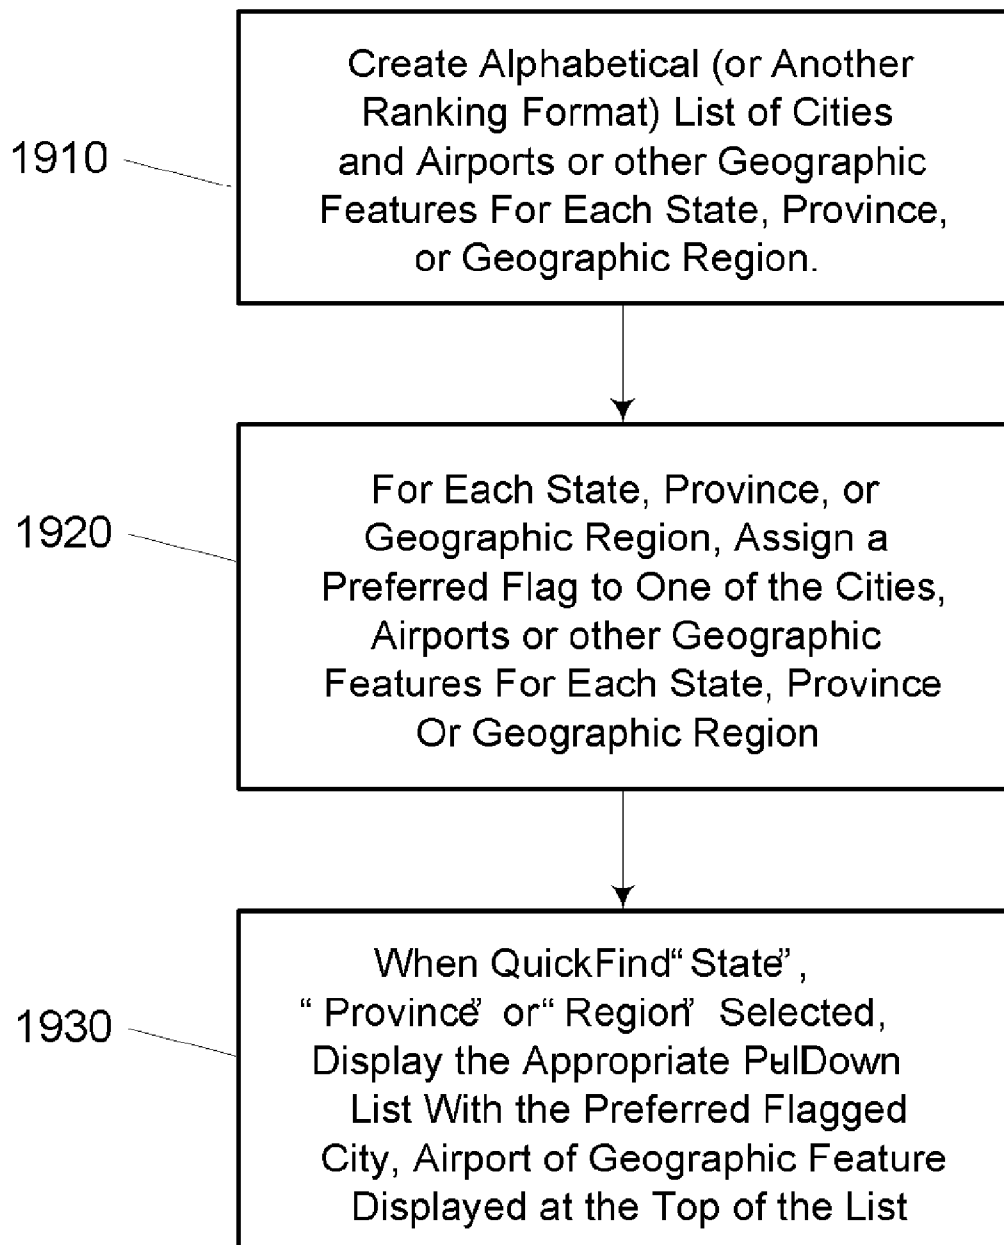 Create Alphabetical (or Another
Ranking Format) List of Cities
1910
and Airports or other Geographic
Features For Each State, Province,
or Geographic Region.
For Each State, Province, or
1920
Geographic Region, Assign a
Preferred Flag to One of the Cities,
Airports or other Geographic
Features For Each State, Province
Or Geographic Region
When QuickFind“State”,
“Province” or“Region” Selected,
1930
Display the Appropriate PulDown
List With the Preferred Flagged
City, Airport of Geographic Feature
Displayed at the Top of the List